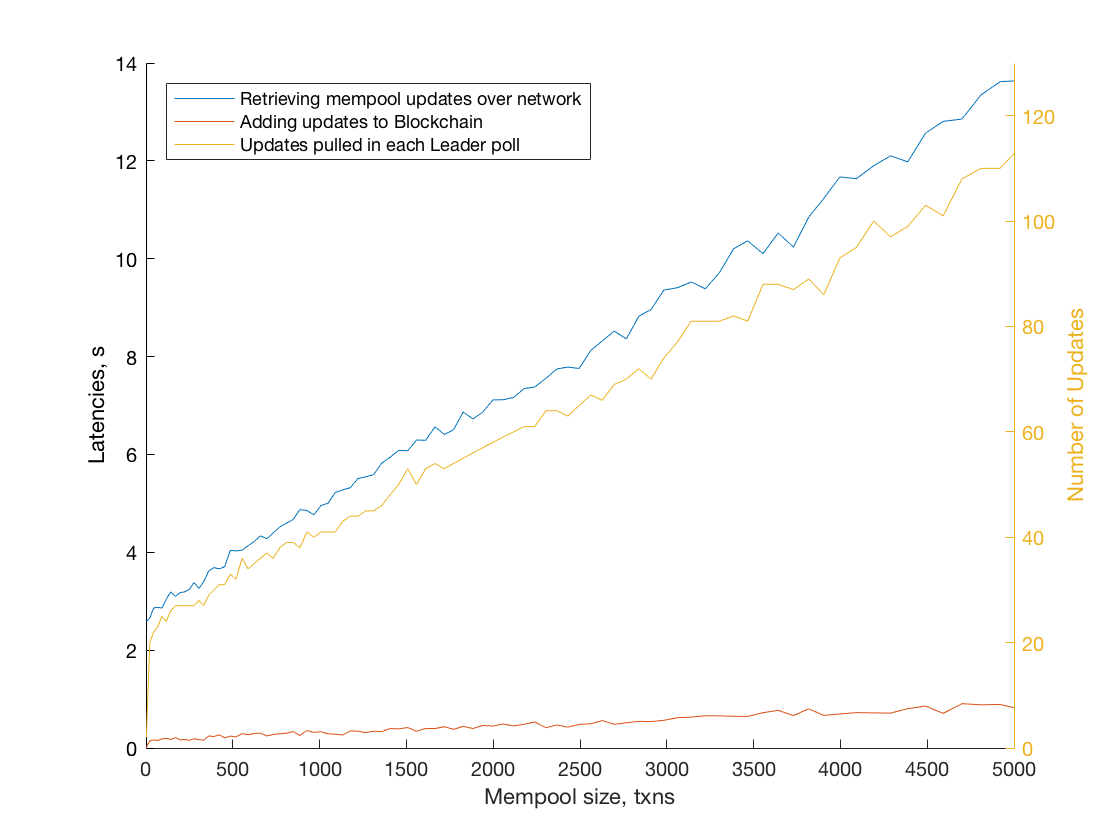 Retrieving mempool updates over network
Adding updates to Blockchain
Updates pulled in each Leader poll
14
12
10
8
6
4
2
0
Latencies, s
120
100
80
60
40
20
0
Number of Updates
0 500 1000 1500 2000 2500 3000 3500 4000 4500 5000
Mempool size, txns